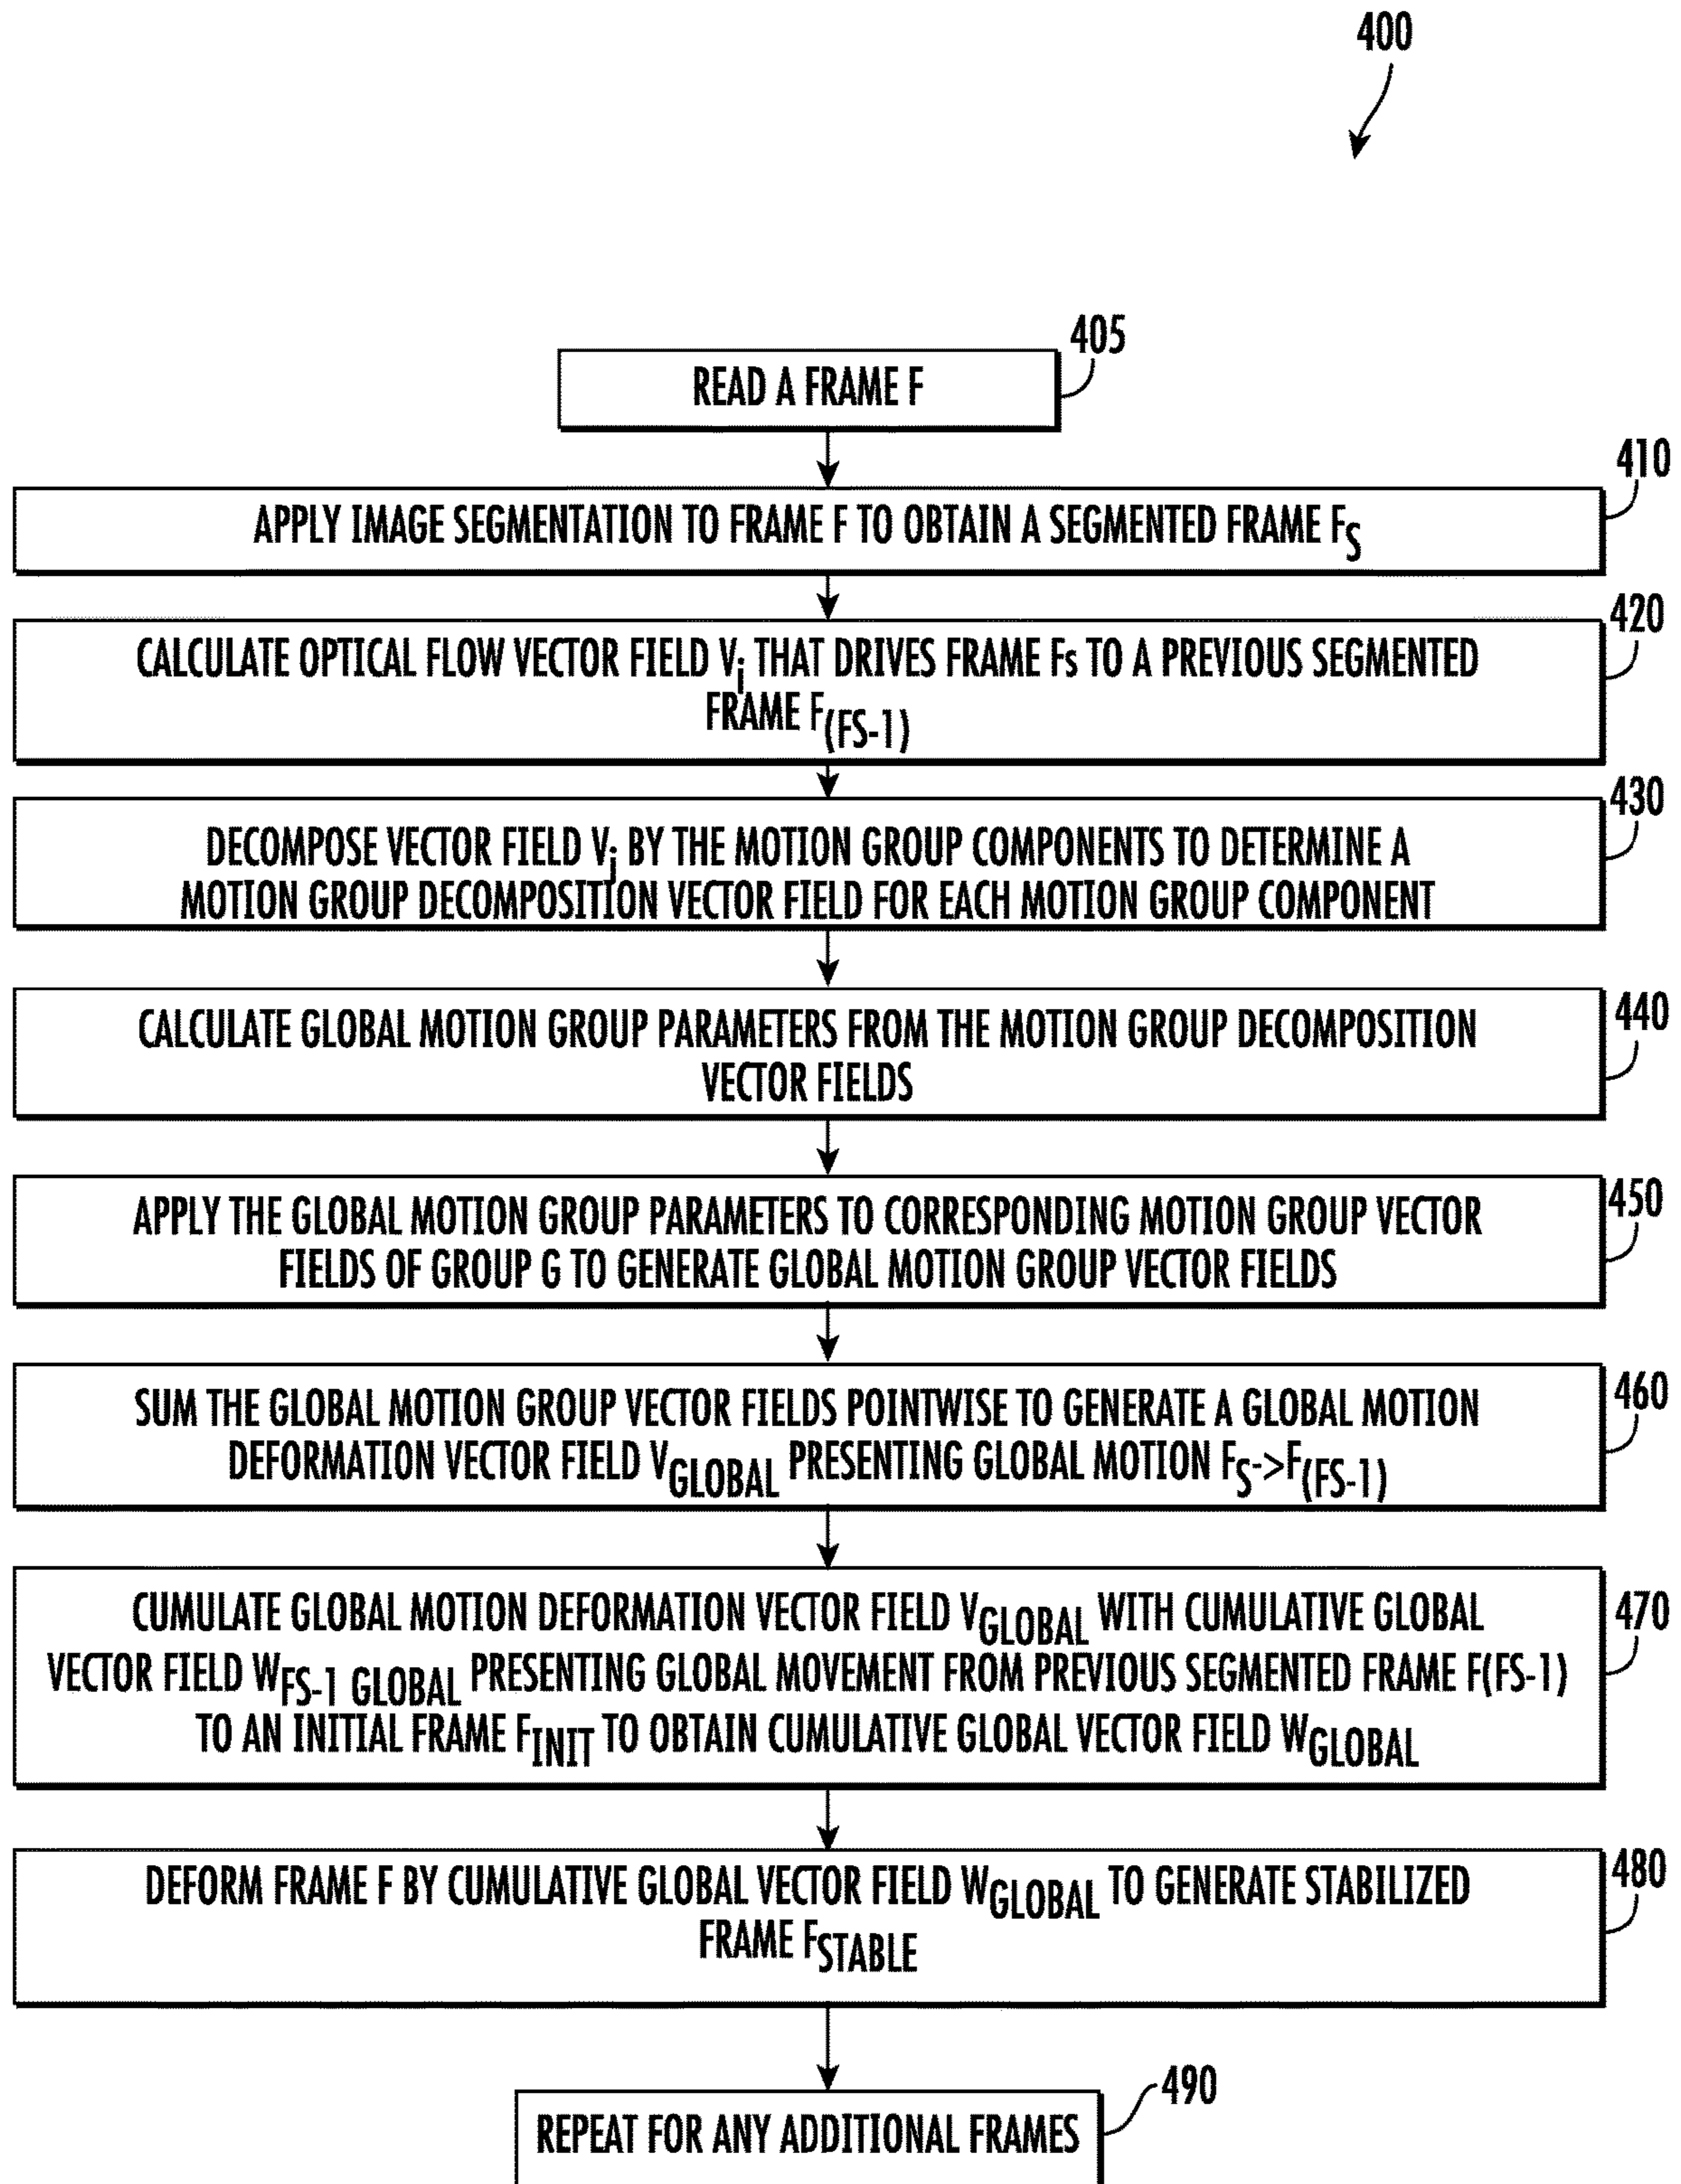 400
405
READ A FRAME F
410
APPLY IMAGE SEGMENTATION TO FRAME F TO OBTAIN A SEGMENTED FRAME FS
420
CALCULATE OPTICAL FLOW VECTOR FIELD Vi THAT DRIVES FRAME Fs TO A PREVIOUS SEGMENTED
FRAME F(FS-1)
430
DECOMPOSE VECTOR FIELD Vi BY THE MOTION GROUP COMPONENTS TO DETERMINE A
MOTION GROUP DECOMPOSITION VECTOR FIELD FOR EACH MOTION GROUP COMPONENT
440
CALCULATE GLOBAL MOTION GROUP PARAMETERS FROM THE MOTION GROUP DECOMPOSITION
VECTOR FIELDS
450
APPLY THE GLOBAL MOTION GROUP PARAMETERS TO CORRESPONDING MOTION GROUP VECTOR
FIELDS OF GROUP G TO GENERATE GLOBAL MOTION GROUP VECTOR FIELDS
460
SUM THE GLOBAL MOTION GROUP VECTOR FIELDS POINTWISE TO GENERATE A GLOBAL MOTION
DEFORMATION VECTOR FIELD VGLOBAL PRESENTING GLOBAL MOTION FS->F(FS-1)
470
CUMULATE GLOBAL MOTION DEFORMATION VECTOR FIELD VGLOBAL WITH CUMULATIVE GLOBAL
VECTOR FIELD WFS-1 GLOBAL PRESENTING GLOBAL MOVEMENT FROM PREVIOUS SEGMENTED FRAME F(FS-1)
TO AN INITIAL FRAME FINIT TO OBTAIN CUMULATIVE GLOBAL VECTOR FIELD WGLOBAL
480
DEFORM FRAME F BY CUMULATIVE GLOBAL VECTOR FIELD WGLOBAL TO GENERATE STABILIZED
FRAME FSTABLE
490
REPEAT FOR ANY ADDITIONAL FRAMES